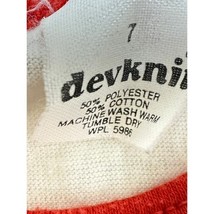 7
devknit
50% POLYESTER
50% COTTON
MACHINE WASH WARM
TUMBLE DRY
WPL 5986